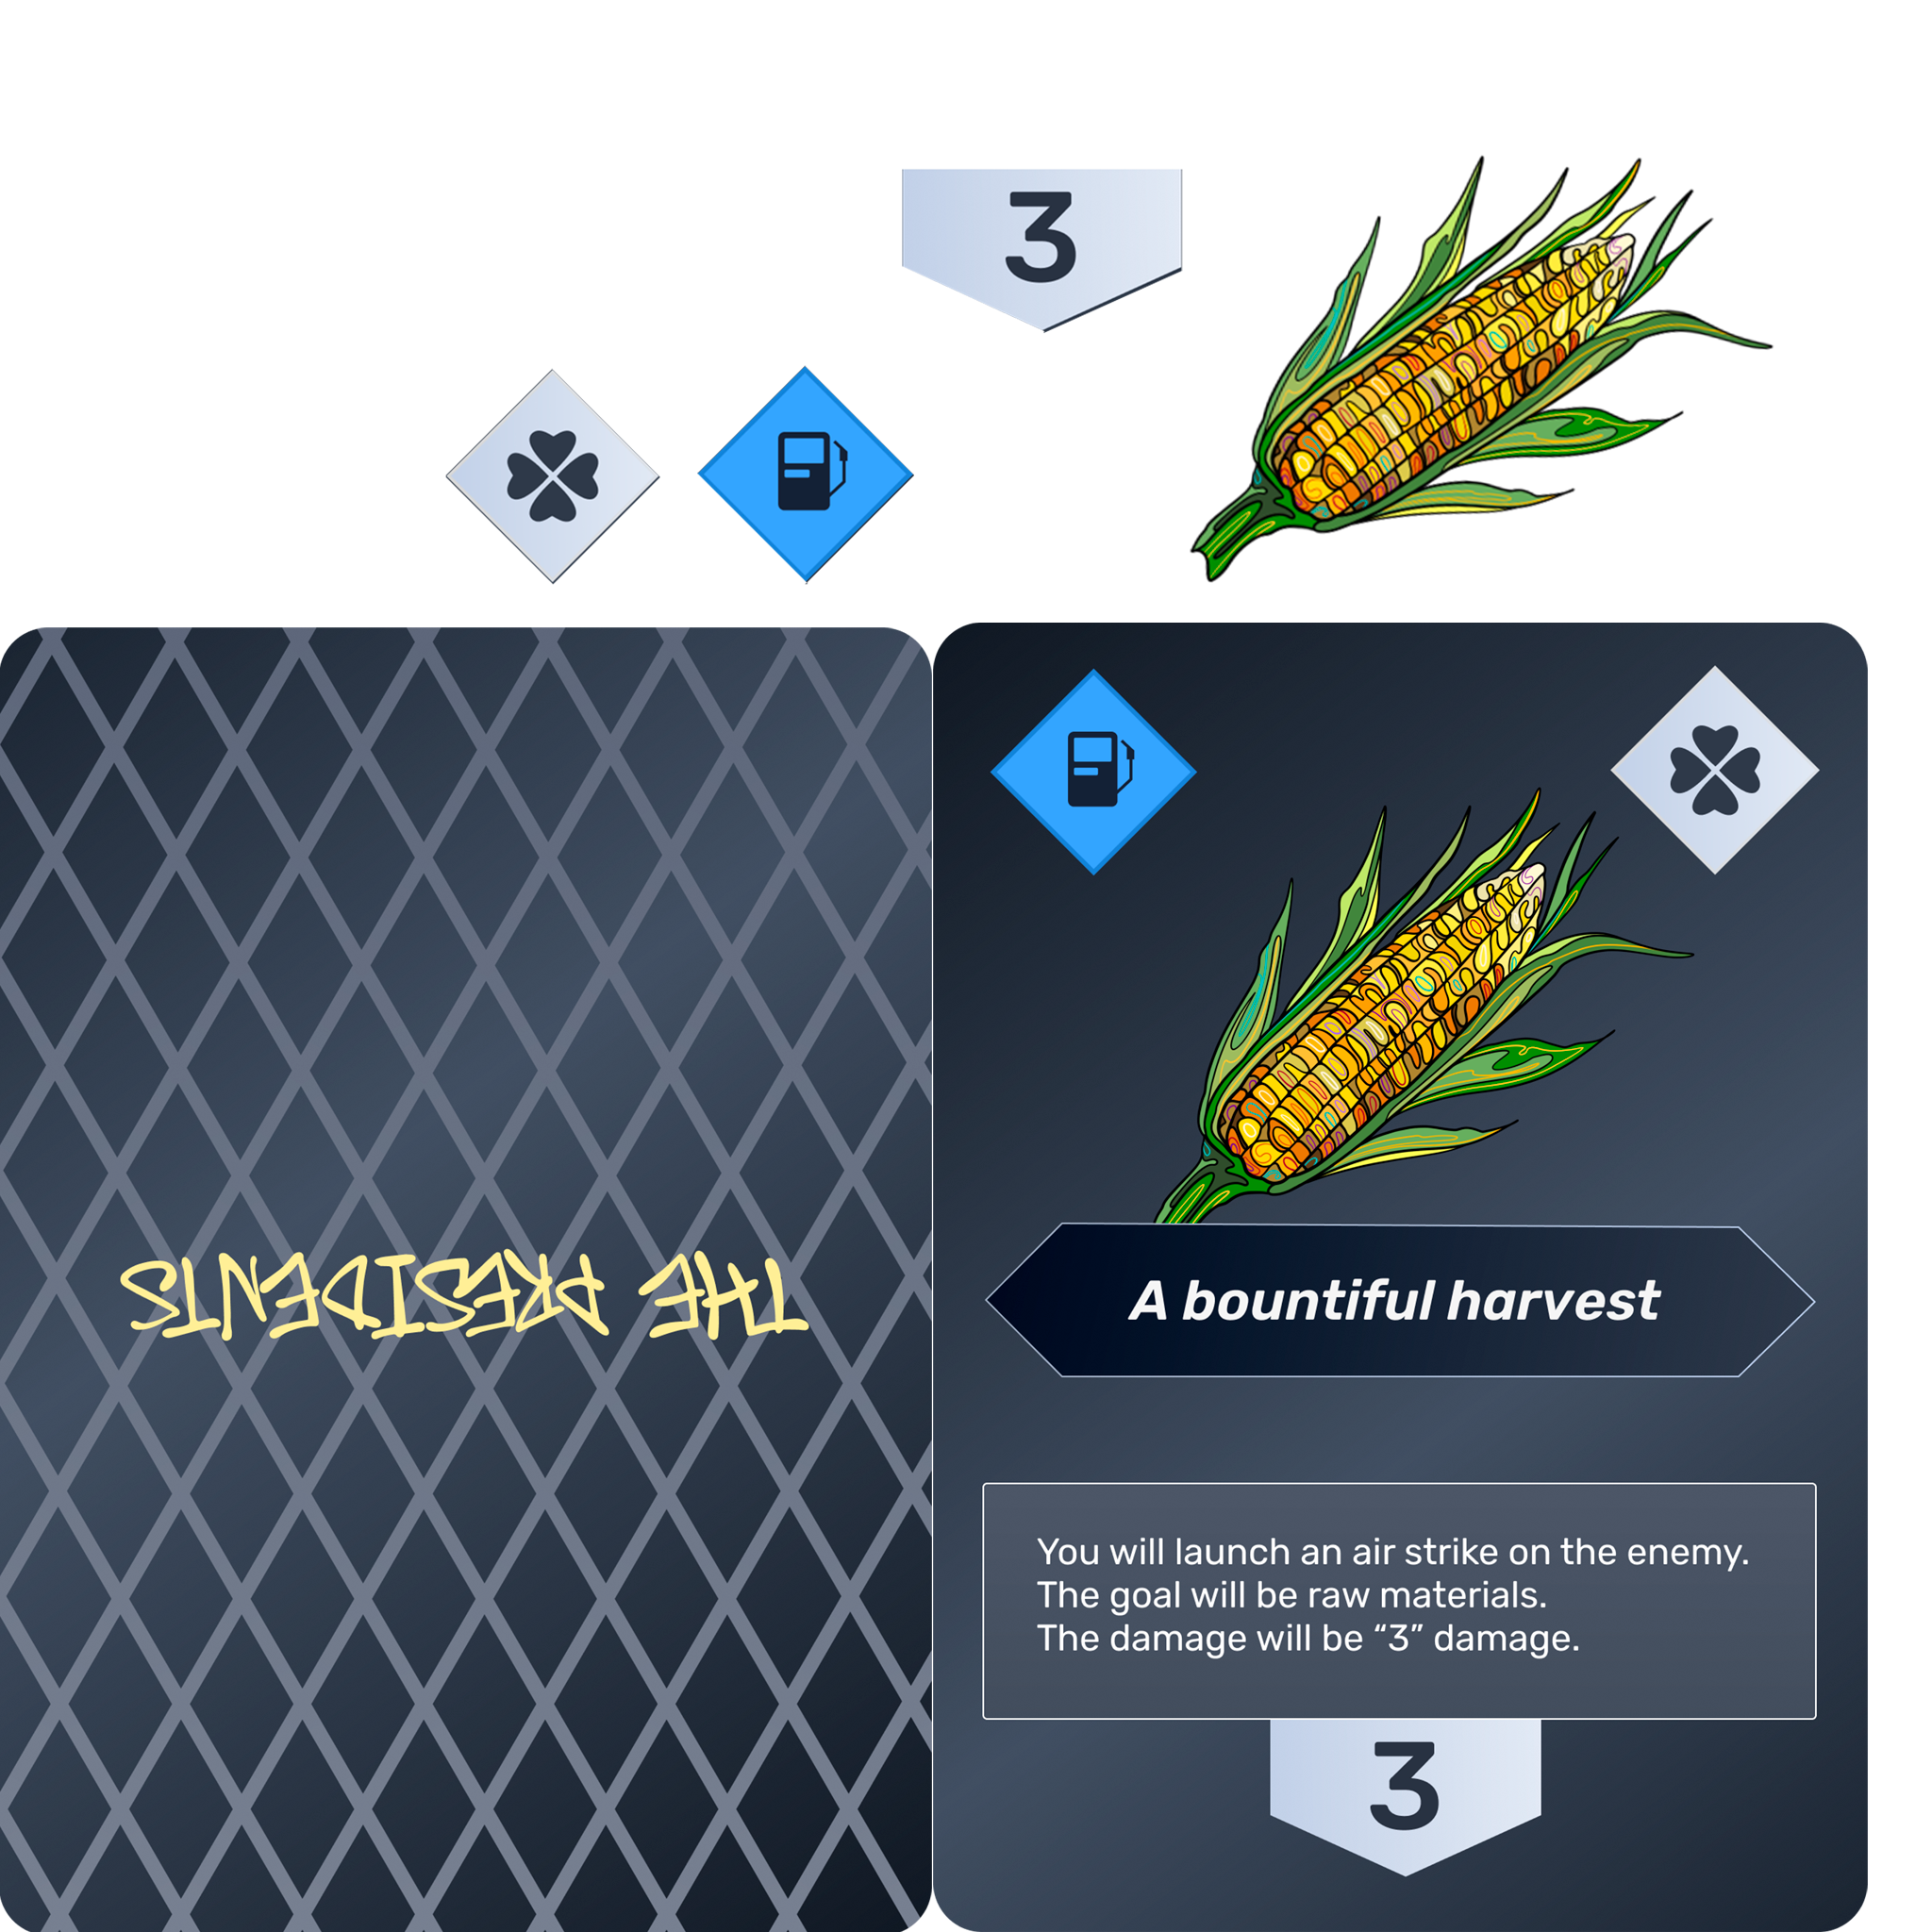 3
THE PRESIDENTS
A bountiful harvest
You will launch an air strike on the enemy.
The goal will be raw materials.
The damage will be “3” damage.
3